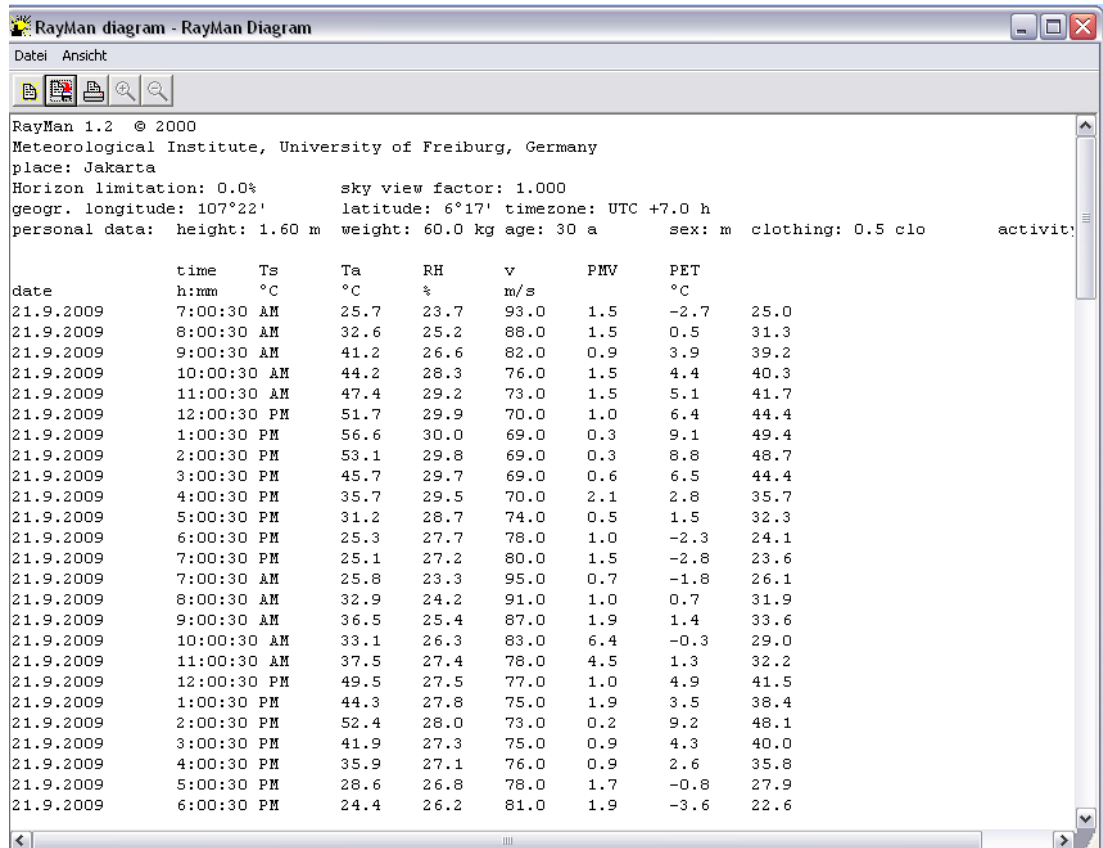 RayMan diagram - RayMan Diagram
Datei Ansicht
RayMan 1.2 © 2000
Meteorological Institute, University of Freiburg, Germany
place: Jakarta
Horizon limitation: 0.0% sky view factor: 1.000
geogr. longitude: 107°22' latitude: 6°17' timezone: UTC +7.0 h
personal data: height: 1.60 m weight: 60.0 kg age: 30 a sex: m clothing: 0.5 clo activit
time Ts Ta RH v PMV PET
date h:mm °C °C % m/s °C
21.9.2009 7:00:30 AM 25.7 23.7 93.0 1.5 -2.7 25.0
21.9.2009 8:00:30 AM 32.6 25.2 88.0 1.5 0.5 31.3
21.9.2009 9:00:30 AM 41.2 26.6 82.0 0.9 3.9 39.2
21.9.2009 10:00:30 AM 44.2 28.3 76.0 1.5 4.4 40.3
21.9.2009 11:00:30 AM 47.4 29.2 73.0 1.5 5.1 41.7
21.9.2009 12:00:30 PM 51.7 29.9 70.0 1.0 6.4 44.4
21.9.2009 1:00:30 PM 56.6 30.0 69.0 0.3 9.1 49.4
21.9.2009 2:00:30 PM 53.1 29.8 69.0 0.3 8.8 48.7
21.9.2009 3:00:30 PM 45.7 29.7 69.0 0.6 6.5 44.4
21.9.2009 4:00:30 PM 35.7 29.5 70.0 2.1 2.8 35.7
21.9.2009 5:00:30 PM 31.2 28.7 74.0 0.5 1.5 32.3
21.9.2009 6:00:30 PM 25.3 27.7 78.0 1.0 -2.3 24.1
21.9.2009 7:00:30 PM 25.1 27.2 80.0 1.5 -2.8 23.6
21.9.2009 7:00:30 AM 25.8 23.3 95.0 0.7 -1.8 26.1
21.9.2009 8:00:30 AM 32.9 24.2 91.0 1.0 0.7 31.9
21.9.2009 9:00:30 AM 36.5 25.4 87.0 1.9 1.4 33.6
21.9.2009 10:00:30 AM 33.1 26.3 83.0 6.4 -0.3 29.0
21.9.2009 11:00:30 AM 37.5 27.4 78.0 4.5 1.3 32.2
21.9.2009 12:00:30 PM 49.5 27.5 77.0 1.0 4.9 41.5
21.9.2009 1:00:30 PM 44.3 27.8 75.0 1.9 3.5 38.4
21.9.2009 2:00:30 PM 52.4 28.0 73.0 0.2 9.2 48.1
21.9.2009 3:00:30 PM 41.9 27.3 75.0 0.9 4.3 40.0
21.9.2009 4:00:30 PM 35.9 27.1 76.0 0.9 2.6 35.8
21.9.2009 5:00:30 PM 28.6 26.8 78.0 1.7 -0.8 27.9
21.9.2009 6:00:30 PM 24.4 26.2 81.0 1.9 -3.6 22.6